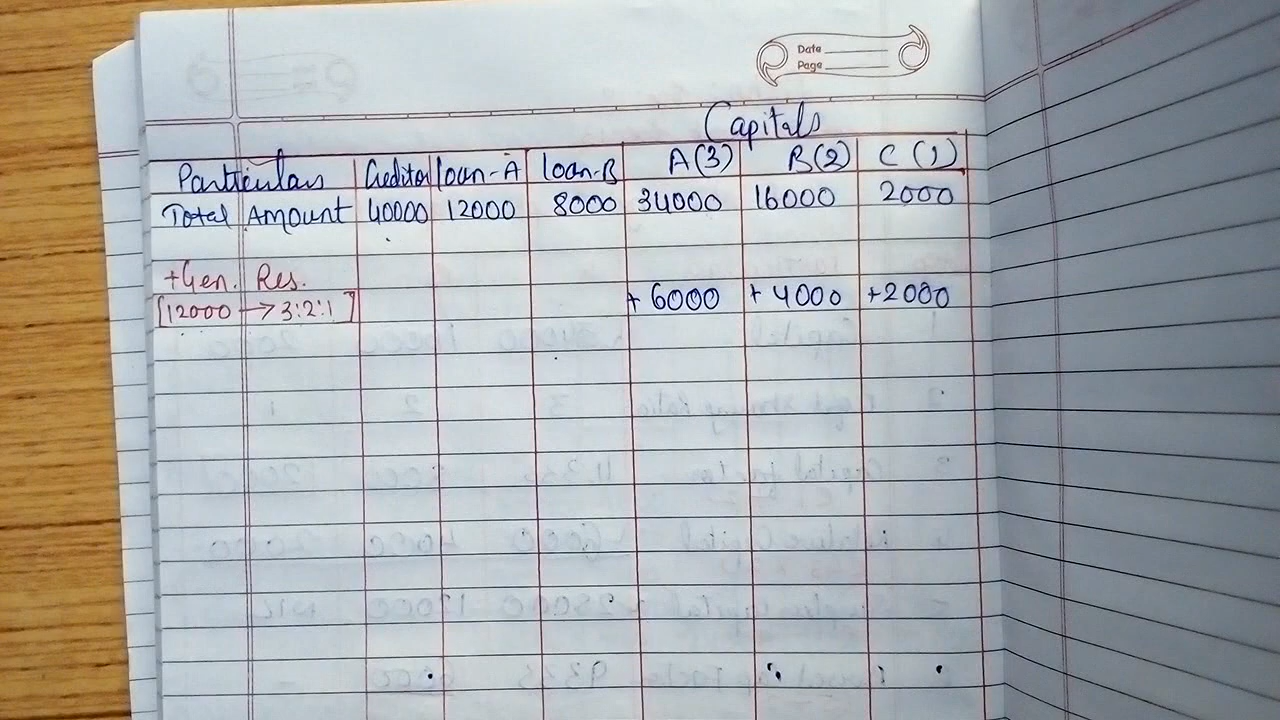 Date
Page
Capitals
Particulars Creditor loan-A loan-B A(3) B(2) C(1)
Total Amount 40000 12000 8000 34000 16000 2000
+Gen. Res.
[12000 → 3:2:1] + 6000 + 4000 +2000